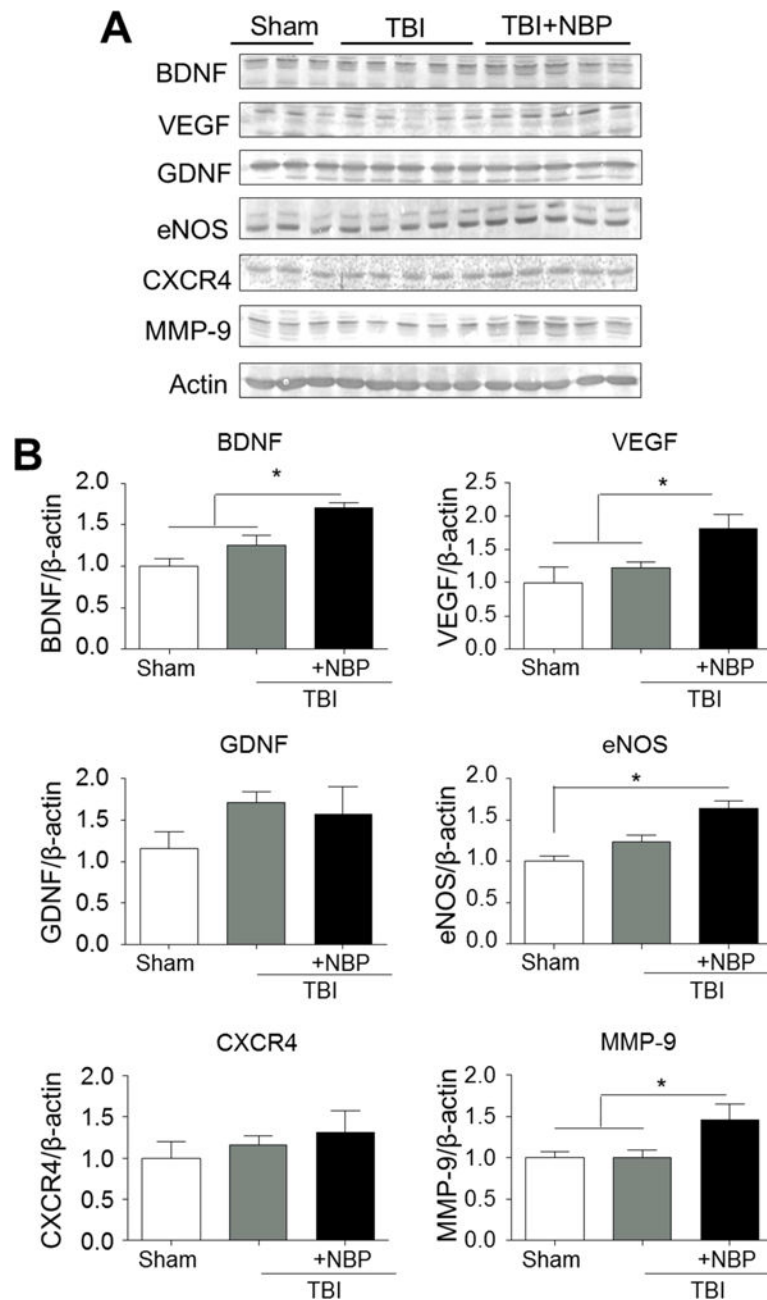 A
Sham TBI TBI+NBP
BDNF
VEGF
GDNF
eNOS
CXCR4
MMP-9
Actin
B
BDNF
BDNF/β-actin
2.0
1.5
1.0
0.5
0.0
*
Sham +NBP
TBI
VEGF
VEGF/β-actin
2.5
2.0
1.5
1.0
0.5
0.0
*
Sham +NBP
TBI
GDNF
GDNF/β-actin
2.0
1.5
1.0
0.5
0.0
Sham +NBP
TBI
eNOS
eNOS/β-actin
2.0
1.5
1.0
0.5
0.0
*
Sham +NBP
TBI
CXCR4
CXCR4/β-actin
2.0
1.5
1.0
0.5
0.0
Sham +NBP
TBI
MMP-9
MMP-9/β-actin
2.0
1.5
1.0
0.5
0.0
*
Sham +NBP
TBI